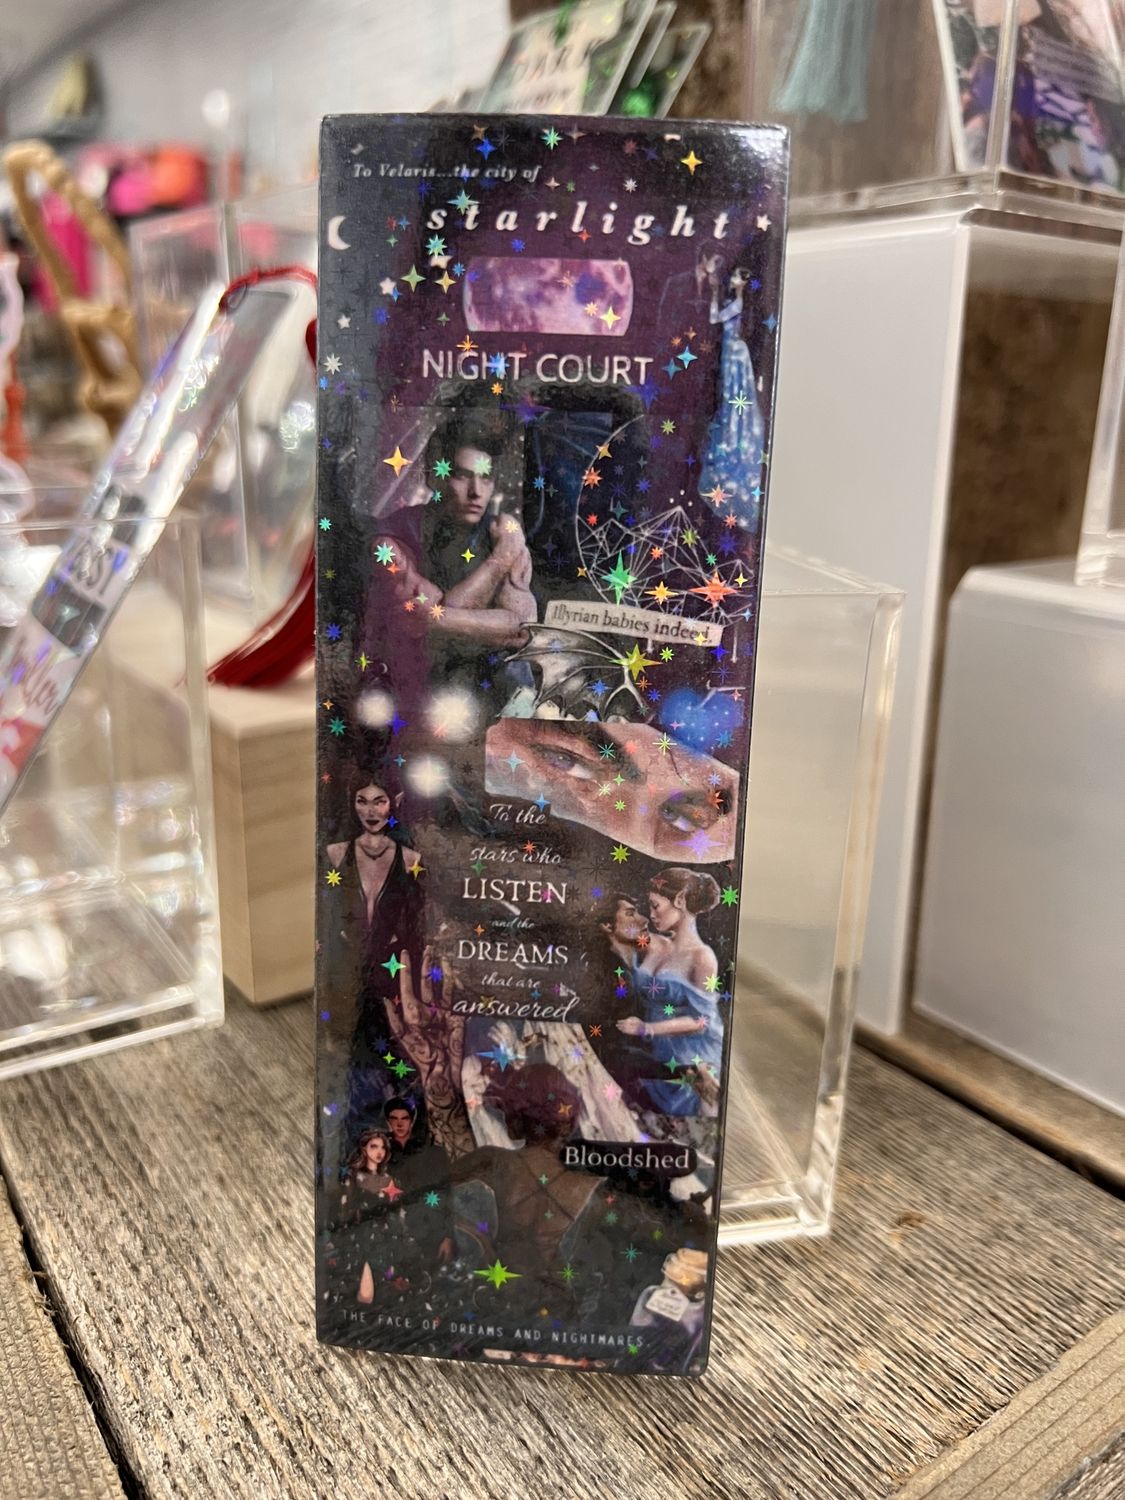 To Velaris...the city of
starlight
NIGHT COURT
Illyrian babies indeed.
To the
stars who
LISTEN
and the
DREAMS
that are
answered
Bloodshed
THE FACE OF DREAMS AND NIGHTMARES.
DARK